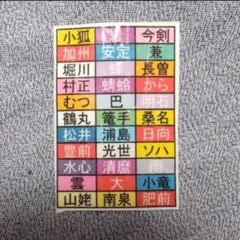 小狐 今剣
加州 安定 兼
堀川 長曽
村正 蜻蛉 から
むつ 巴 明石
鶴丸 篭手 桑名
松井 浦島 日向
豊前 光世 ソハ
水心 清麿
雲 大 小竜
山姥 南泉 肥前